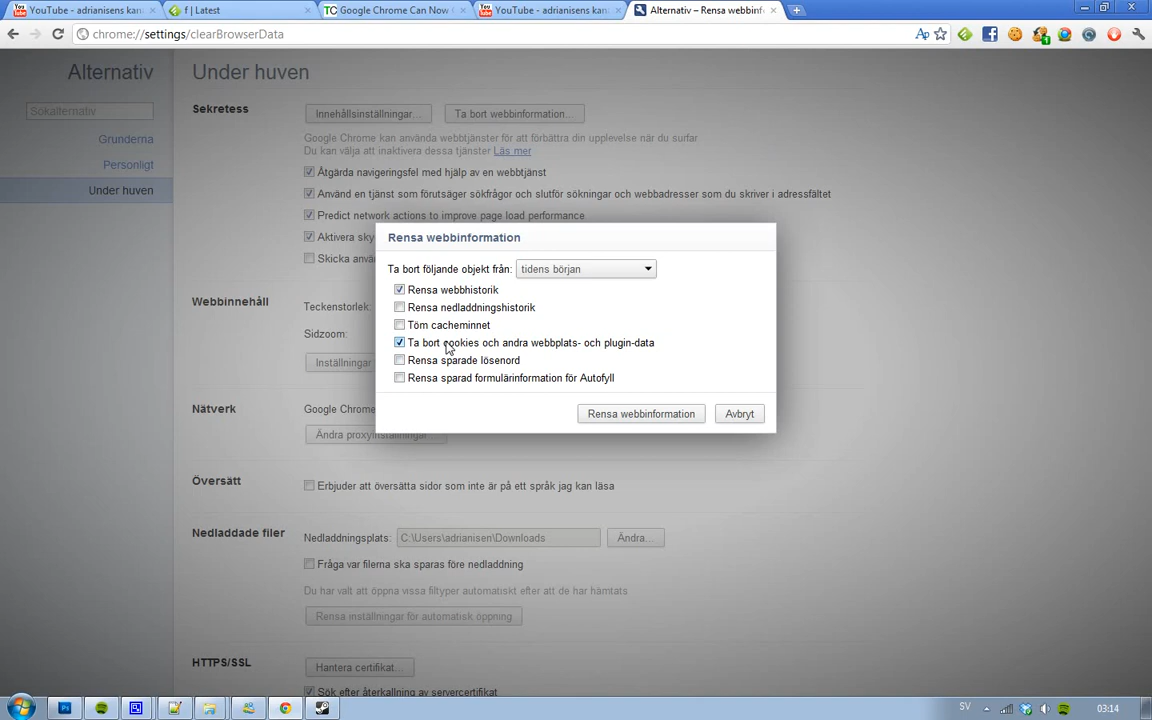 YouTube - adrianisens kan
f | Latest
Google Chrome Can Now
YouTube - adrianisens kan
Alternativ – Rensa webbinf
chrome://settings/clearBrowserData
Alternativ
Under huven
Sökalternativ
Grunderna
Personligt
Under huven
Sekretess
Innehållsinställningar...
Ta bort webbinformation...
Google Chrome kan använda webbtjänster för att förbättra din upplevelse när du surfar
Du kan välja att inaktivera dessa tjänster Läs mer
Åtgärda navigeringsfel med hjälp av en webbtjänst
Använd en tjänst som förutsäger sökfrågor och slutför sökningar och webbadresser som du skriver i adressfältet
Predict network actions to improve page load performance
Aktivera sky
Skicka anvä
Rensa webbinformation
Ta bort följande objekt från: tidens början
Rensa webbhistorik
Rensa nedladdningshistorik
Töm cacheminnet
Ta bort cookies och andra webbplats- och plugin-data
Rensa sparade lösenord
Rensa sparad formulärinformation för Autofyll
Rensa webbinformation
Avbryt
Webbinnehåll
Teckenstorlek:
Sidzoom:
Inställningar
Nätverk
Google Chrome
Ändra proxyinställningar...
Översätt
Erbjuder att översätta sidor som inte är på ett språk jag kan läsa
Nedladdade filer
Nedladdningsplats: C:\Users\adrianisen\Downloads
Ändra...
Fråga var filerna ska sparas före nedladdning
Du har valt att öppna vissa filtyper automatiskt efter att de har hämtats
Rensa inställningar för automatisk öppning
HTTPS/SSL
Hantera certifikat...
Sök efter återkallning av servercertifikat
SV
03:14